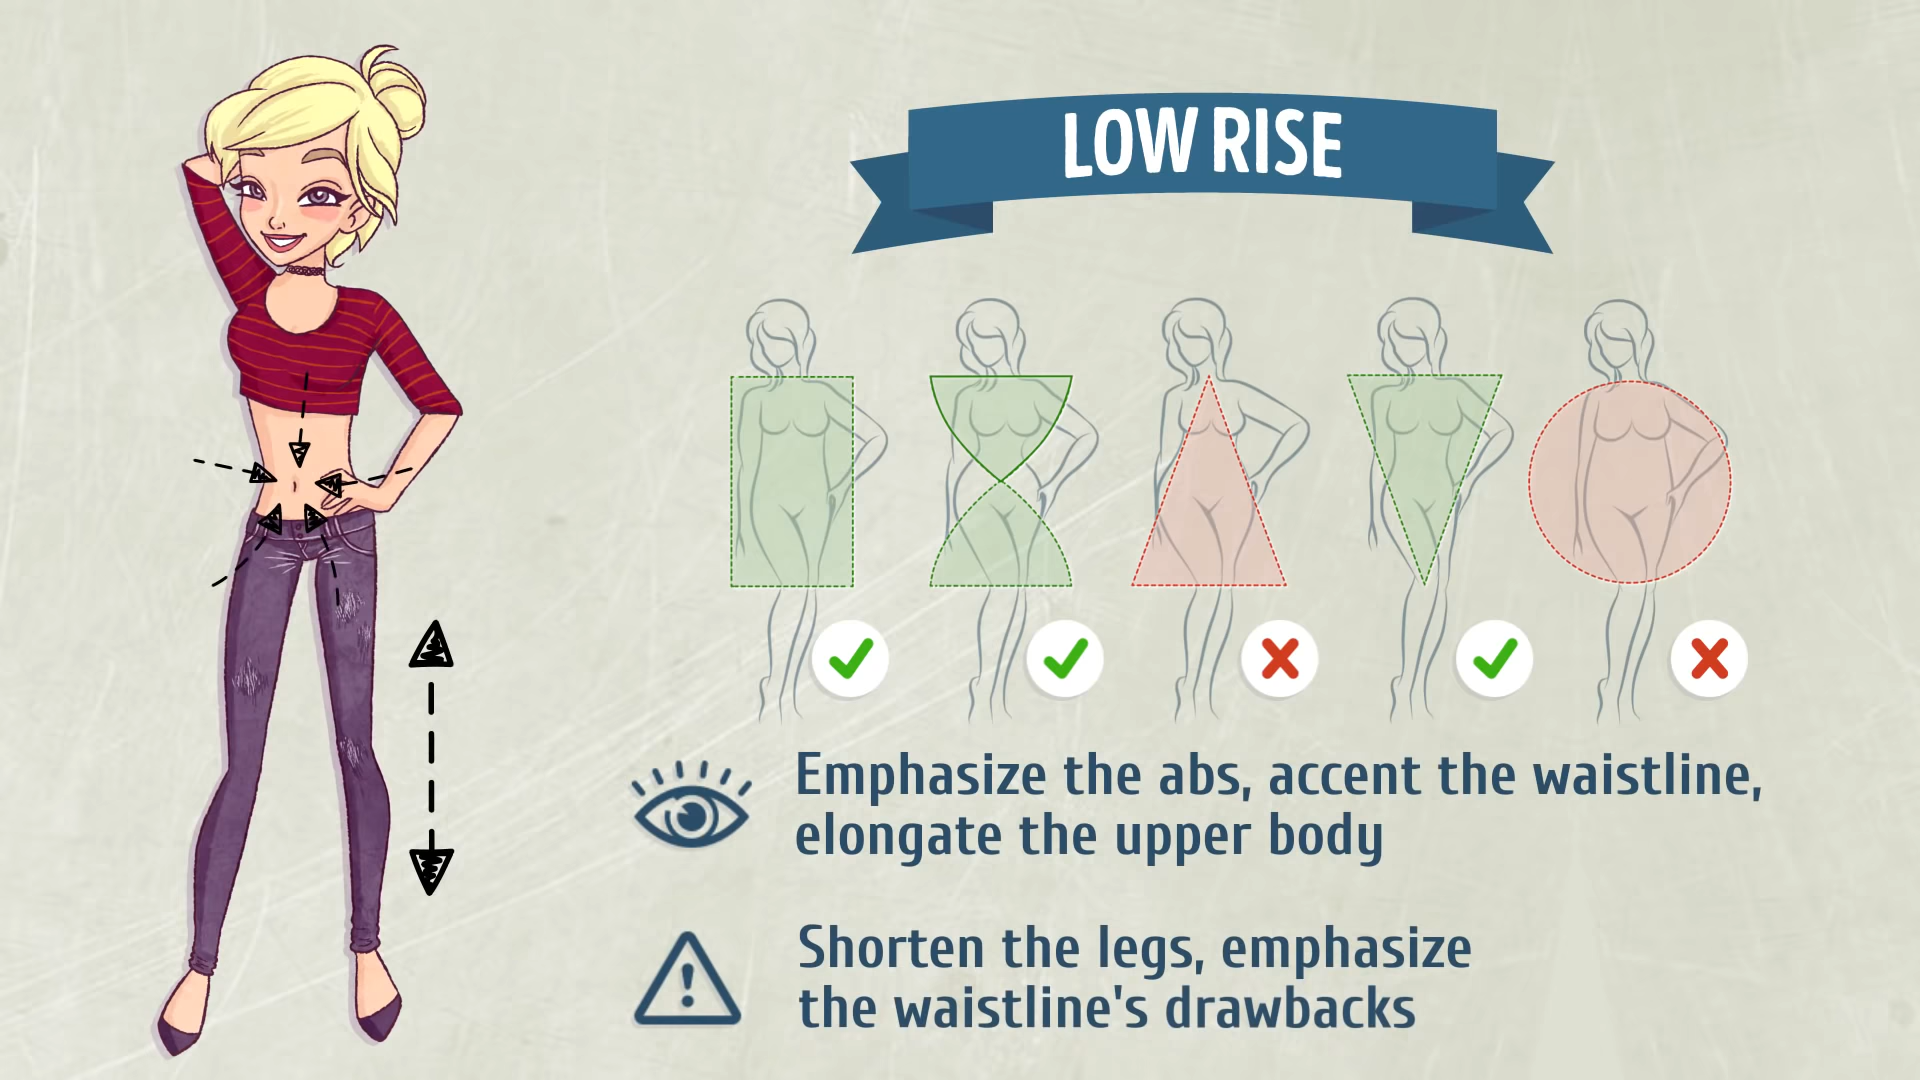 LOW RISE
Emphasize the abs, accent the waistline,
elongate the upper body
Shorten the legs, emphasize
the waistline's drawbacks